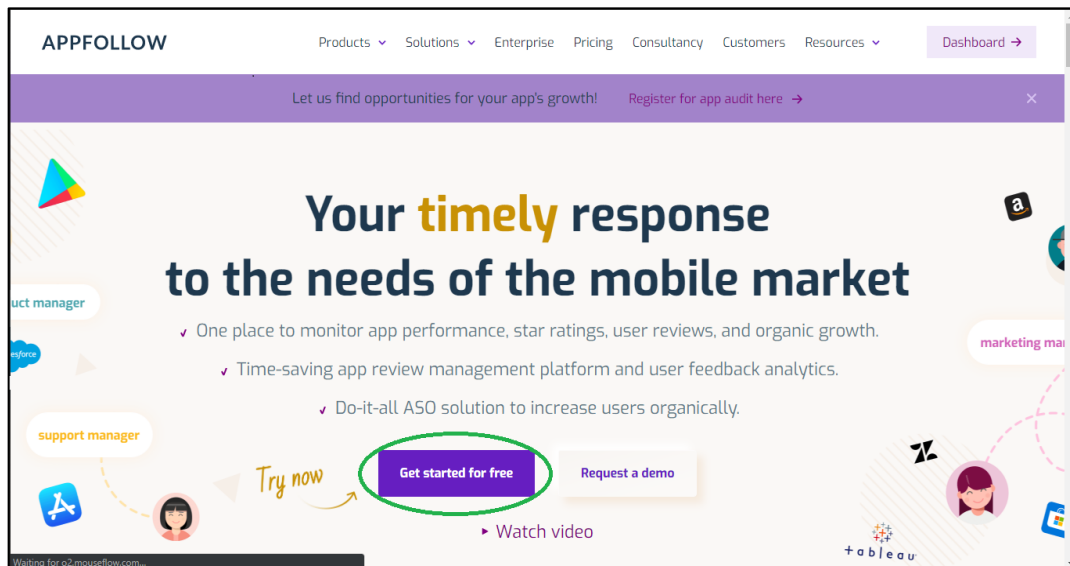 APPFOLLOW
Products Solutions Enterprise Pricing Consultancy Customers Resources Dashboard →
Let us find opportunities for your app's growth! Register for app audit here →
Your timely response
to the needs of the mobile market
uct manager
One place to monitor app performance, star ratings, user reviews, and organic growth.
marketing ma
esforce
Time-saving app review management platform and user feedback analytics.
Do-it-all ASO solution to increase users organically.
support manager
Try now
Get started for free
Request a demo
Watch video
+ a b l e a u
Waiting for o2.mouseflow.com...